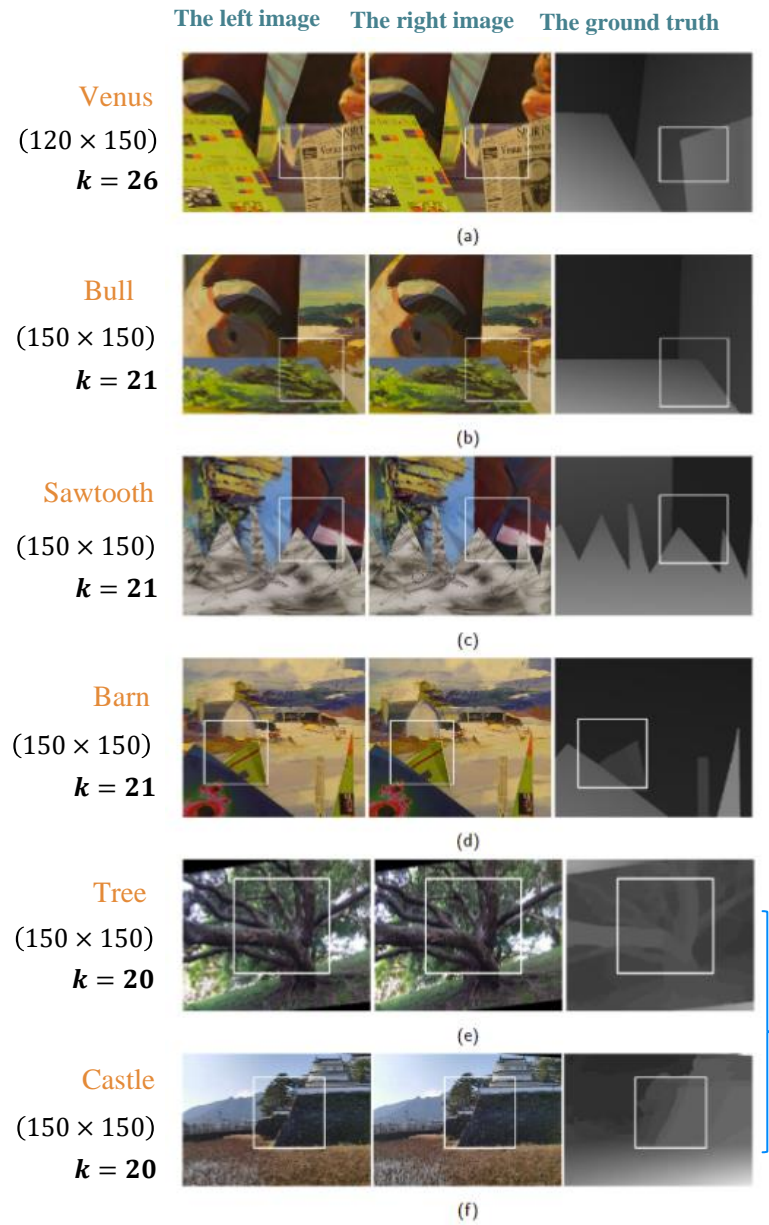 The left image The right image The ground truth
Venus
(120 × 150)
k = 26
SPORTS
(a)
Bull
(150 × 150)
k = 21
(b)
Sawtooth
(150 × 150)
k = 21
(c)
Barn
(150 × 150)
k = 21
(d)
Tree
(150 × 150)
k = 20
(e)
Castle
(150 × 150)
k = 20
(f)